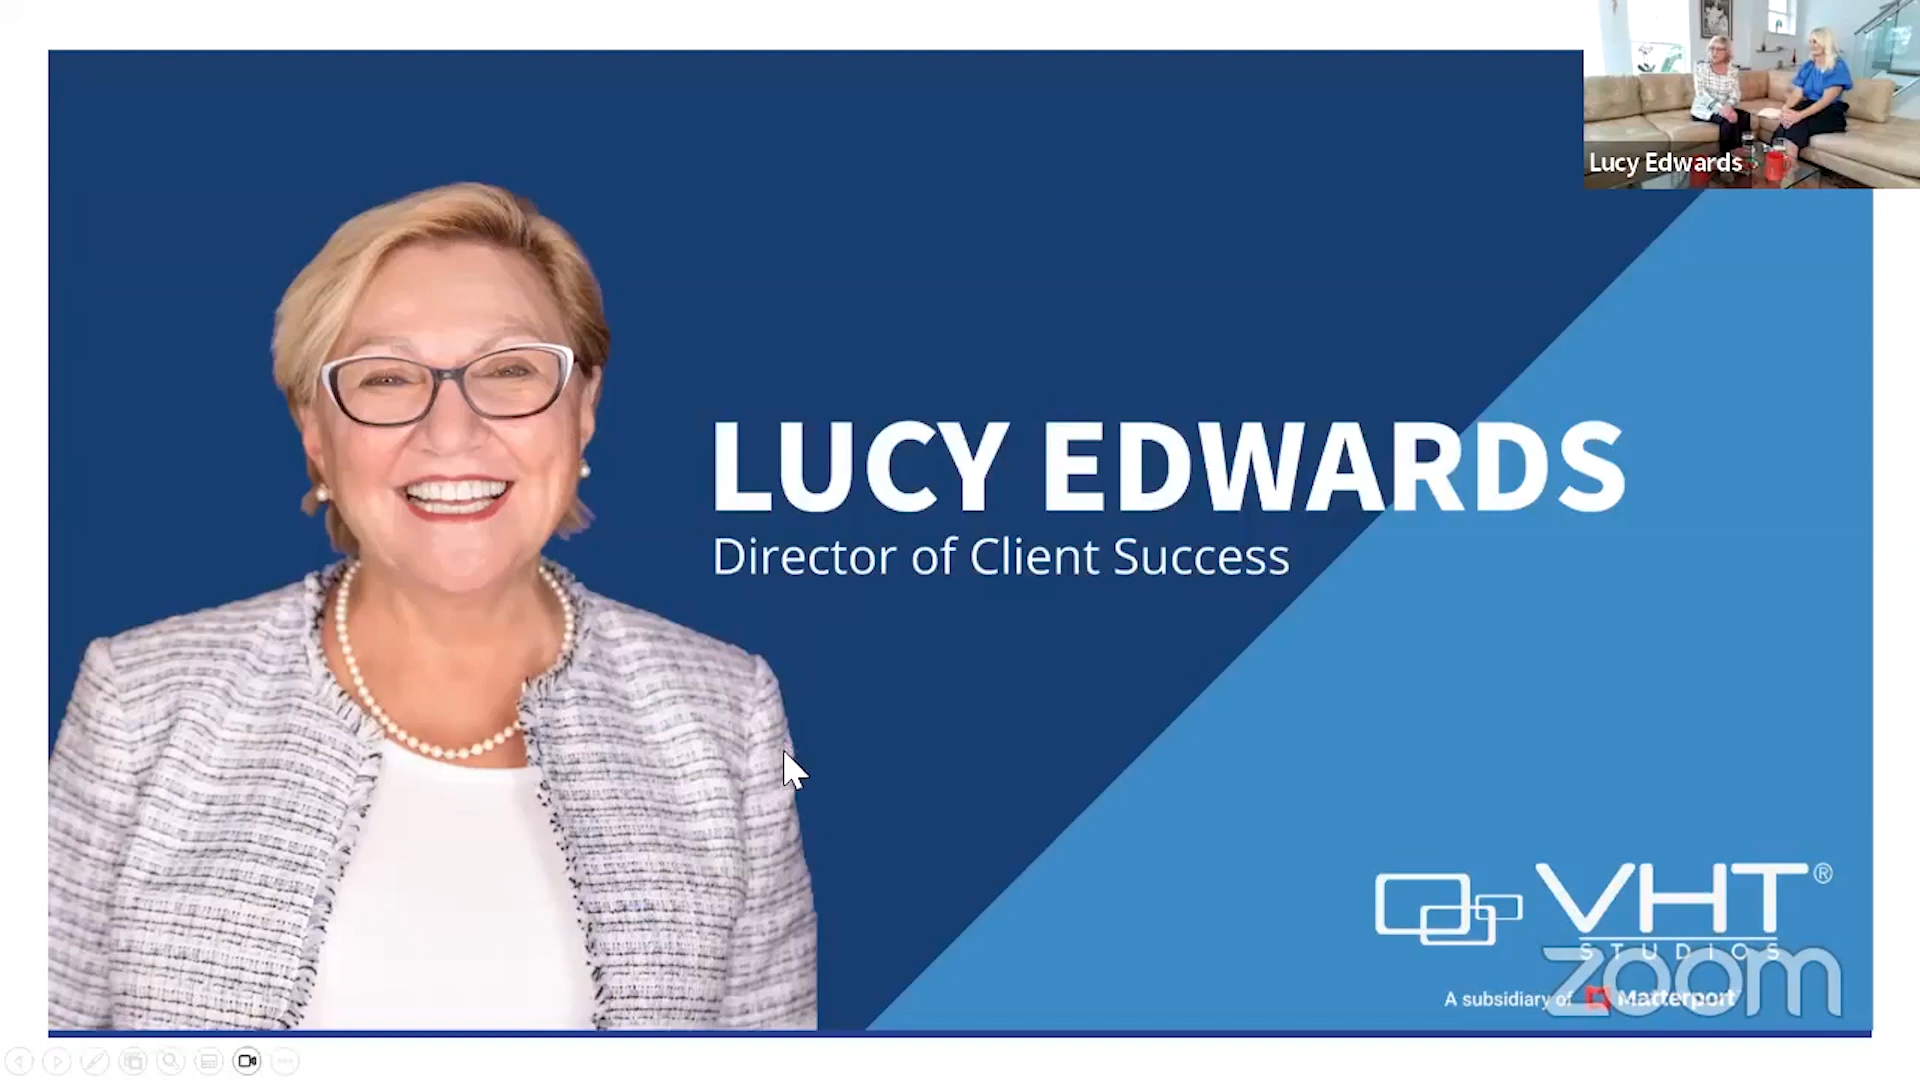 Lucy Edwards
LUCY EDWARDS
Director of Client Success
VHT®
STUDIOS
zoom
A subsidiary of Matterport